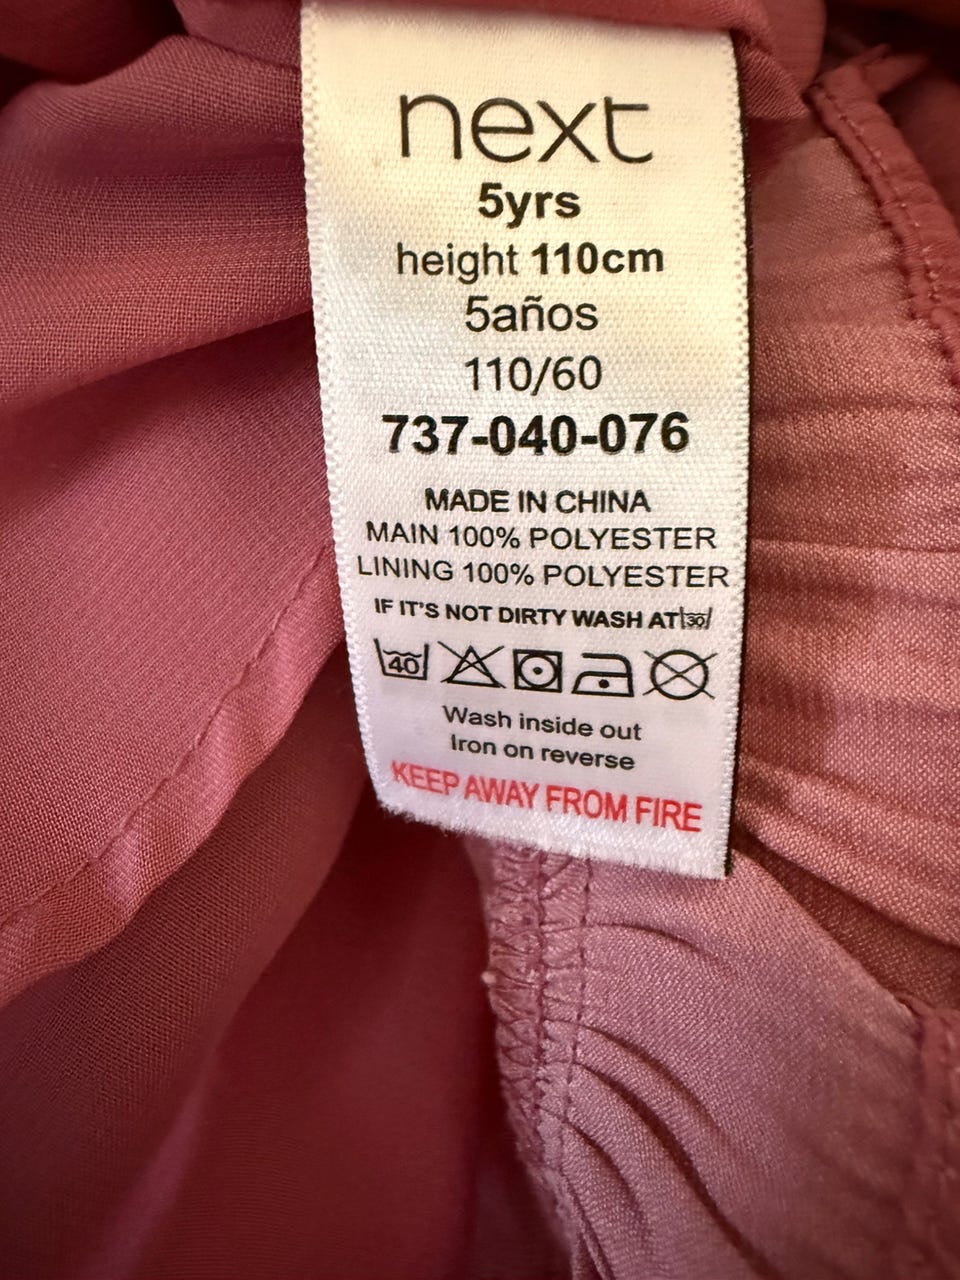 next
5yrs
height 110cm
5años
110/60
737-040-076
MADE IN CHINA
MAIN 100% POLYESTER
LINING 100% POLYESTER
IF IT'S NOT DIRTY WASH AT 30
40
Wash inside out
Iron on reverse
KEEP AWAY FROM FIRE